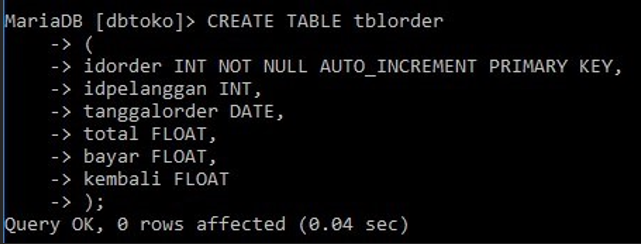 MariaDB [dbtoko]> CREATE TABLE tblorder
-> (
-> idorder INT NOT NULL AUTO_INCREMENT PRIMARY KEY,
-> idpelanggan INT,
-> tanggalorder DATE,
-> total FLOAT,
-> bayar FLOAT,
-> kembali FLOAT
-> );
Query OK, 0 rows affected (0.04 sec)